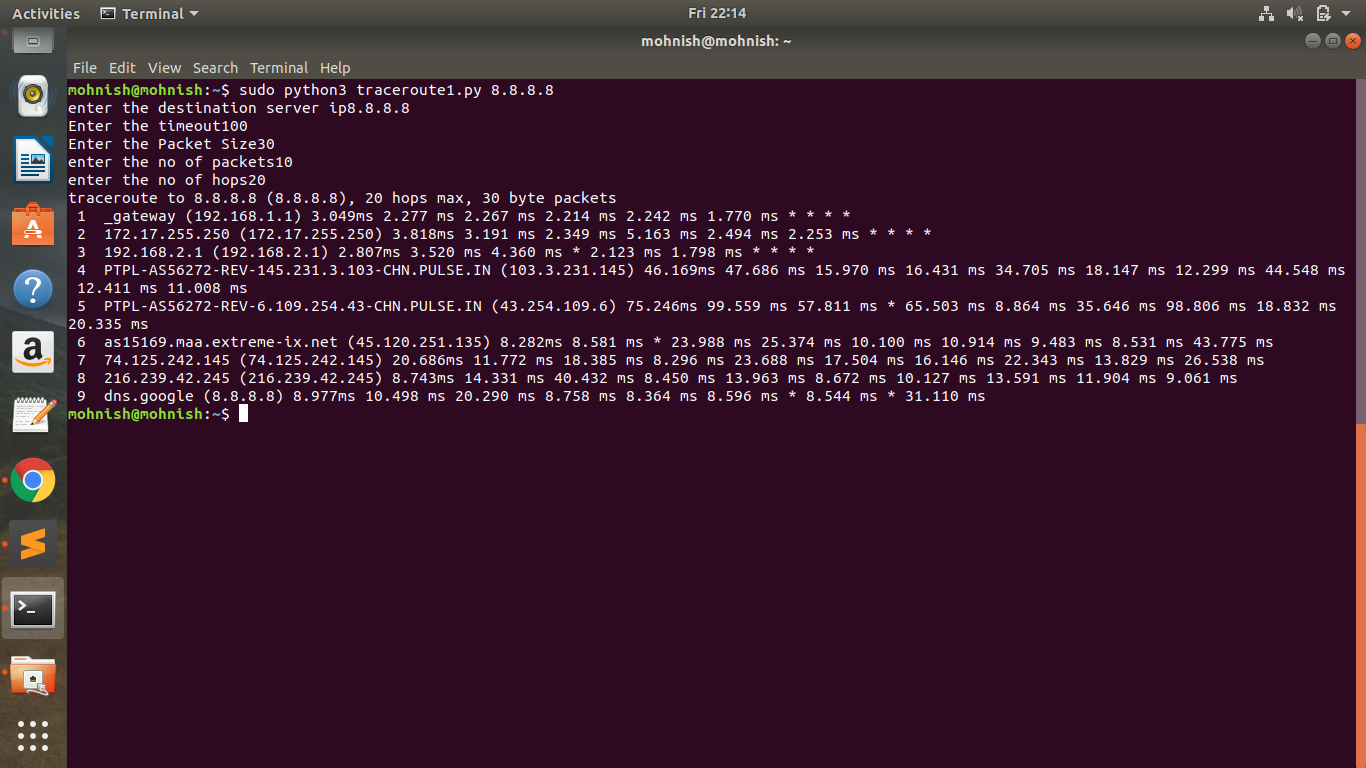 Activities Terminal Fri 22:14
mohnish@mohnish: ~
File Edit View Search Terminal Help
mohnish@mohnish:~$ sudo python3 traceroute1.py 8.8.8.8
enter the destination server ip8.8.8.8
Enter the timeout100
Enter the Packet Size30
enter the no of packets10
enter the no of hops20
traceroute to 8.8.8.8 (8.8.8.8), 20 hops max, 30 byte packets
 1  _gateway (192.168.1.1) 3.049ms 2.277 ms 2.267 ms 2.214 ms 2.242 ms 1.770 ms * * * *
 2  172.17.255.250 (172.17.255.250) 3.818ms 3.191 ms 2.349 ms 5.163 ms 2.494 ms 2.253 ms * * * *
 3  192.168.2.1 (192.168.2.1) 2.807ms 3.520 ms 4.360 ms * 2.123 ms 1.798 ms * * * *
 4  PTPL-AS56272-REV-145.231.3.103-CHN.PULSE.IN (103.3.231.145) 46.169ms 47.686 ms 15.970 ms 16.431 ms 34.705 ms 18.147 ms 12.299 ms 44.548 ms
 12.411 ms 11.008 ms
 5  PTPL-AS56272-REV-6.109.254.43-CHN.PULSE.IN (43.254.109.6) 75.246ms 99.559 ms 57.811 ms * 65.503 ms 8.864 ms 35.646 ms 98.806 ms 18.832 ms
20.335 ms
 6  as15169.maa.extreme-ix.net (45.120.251.135) 8.282ms 8.581 ms * 23.988 ms 25.374 ms 10.100 ms 10.914 ms 9.483 ms 8.531 ms 43.775 ms
 7  74.125.242.145 (74.125.242.145) 20.686ms 11.772 ms 18.385 ms 8.296 ms 23.688 ms 17.504 ms 16.146 ms 22.343 ms 13.829 ms 26.538 ms
 8  216.239.42.245 (216.239.42.245) 8.743ms 14.331 ms 40.432 ms 8.450 ms 13.963 ms 8.672 ms 10.127 ms 13.591 ms 11.904 ms 9.061 ms
 9  dns.google (8.8.8.8) 8.977ms 10.498 ms 20.290 ms 8.758 ms 8.364 ms 8.596 ms * 8.544 ms * 31.110 ms
mohnish@mohnish:~$